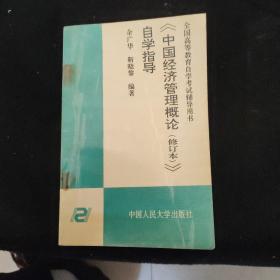 全国高等教育自学考试辅导用书
《中国经济管理概论(修订本)》
自学指导
余广华 靳晓黎 编著
中国人民大学出版社